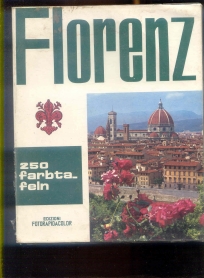 Florenz
250
farbta-
feln
EDIZIONI
FOTORAPIDACOLOR